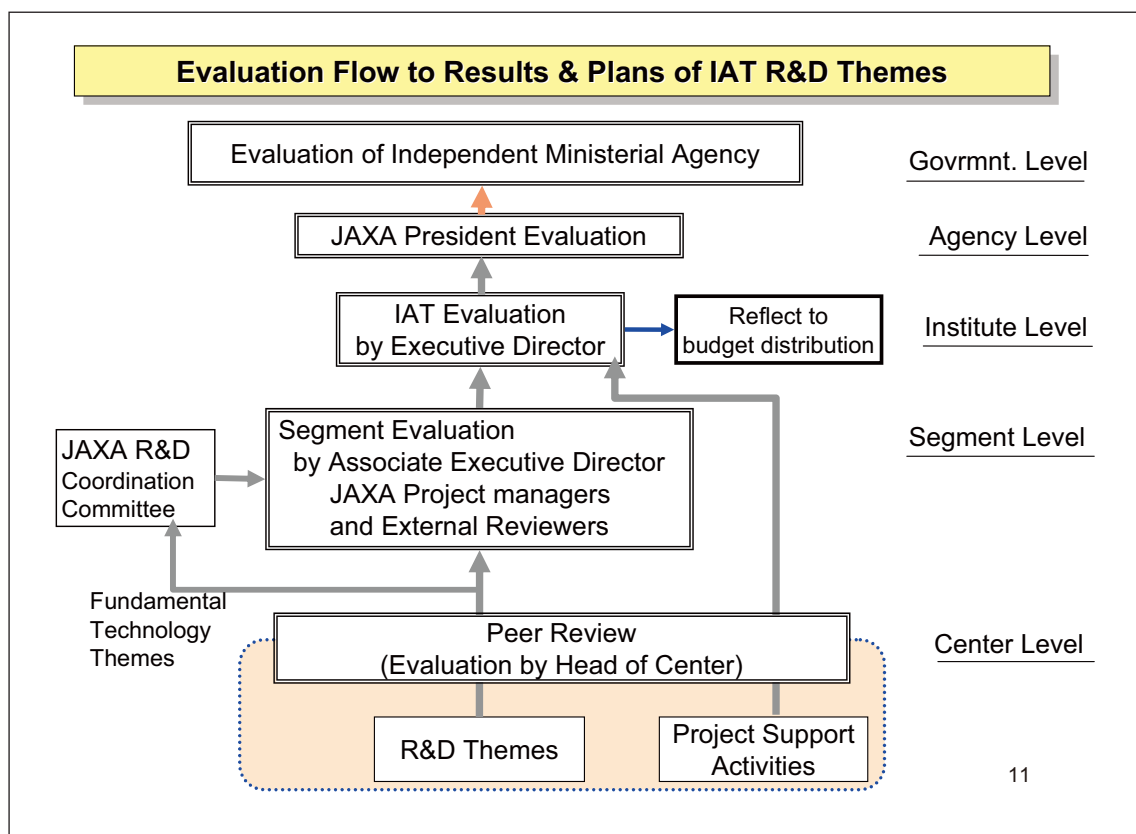 Evaluation Flow to Results & Plans of IAT R&D Themes
Evaluation of Independent Ministerial Agency
Govrmnt. Level
JAXA President Evaluation
Agency Level
IAT Evaluation
by Executive Director
Reflect to
budget distribution
Institute Level
Segment Evaluation
by Associate Executive Director
JAXA Project managers
and External Reviewers
Segment Level
JAXA R&D
Coordination
Committee
Fundamental
Technology
Themes
Peer Review
(Evaluation by Head of Center)
Center Level
R&D Themes
Project Support
Activities
11